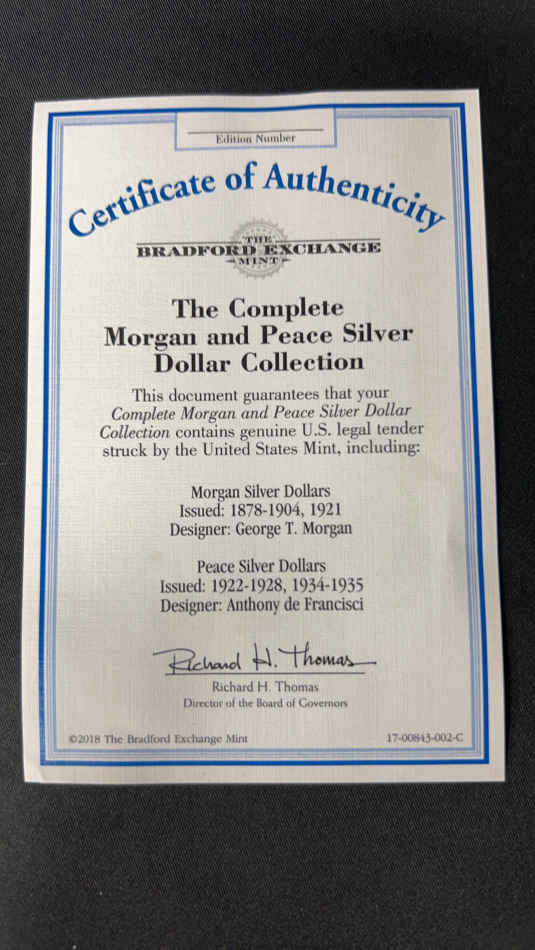 Edition Number
Certificate of Authenticity
THE
BRADFORD EXCHANGE
MINT
The Complete
Morgan and Peace Silver
Dollar Collection
This document guarantees that your
Complete Morgan and Peace Silver Dollar
Collection contains genuine U.S. legal tender
struck by the United States Mint, including:
Morgan Silver Dollars
Issued: 1878-1904, 1921
Designer: George T. Morgan
Peace Silver Dollars
Issued: 1922-1928, 1934-1935
Designer: Anthony de Francisci
Richard H. Thomas
Richard H. Thomas
Director of the Board of Governors
©2018 The Bradford Exchange Mint
17-00843-002-C